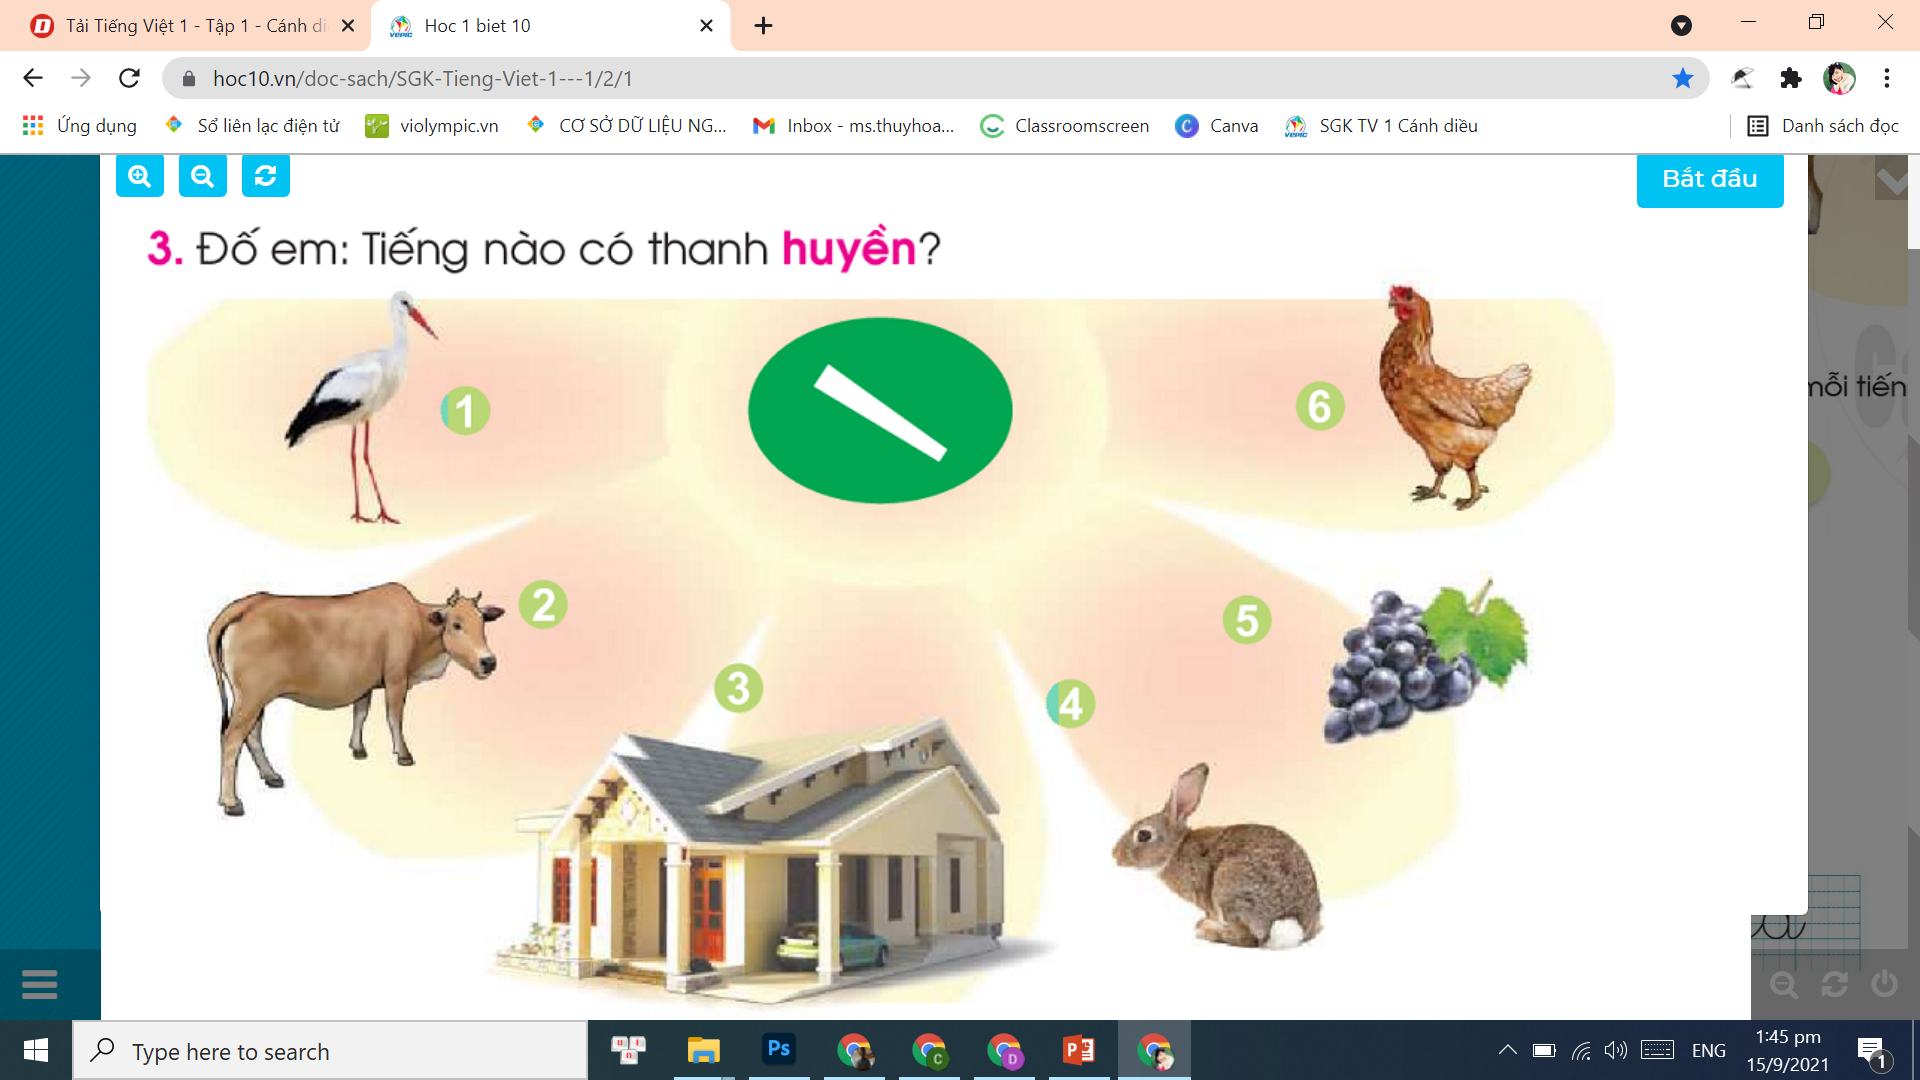 Tải Tiếng Việt 1 - Tập 1 - Cánh di
Hoc 1 biet 10
hoc10.vn/doc-sach/SGK-Tieng-Viet-1---1/2/1
Ứng dụng
Sổ liên lạc điện tử
violympic.vn
CƠ SỞ DỮ LIỆU NG...
Inbox - ms.thuyhoa...
Classroomscreen
Canva
SGK TV 1 Cánh diều
Danh sách đọc
Bắt đầu
3. Đố em: Tiếng nào có thanh huyền?
1
6
mỗi tiến
2
5
3
4
Type here to search
ENG
1:45 pm
15/9/2021
1